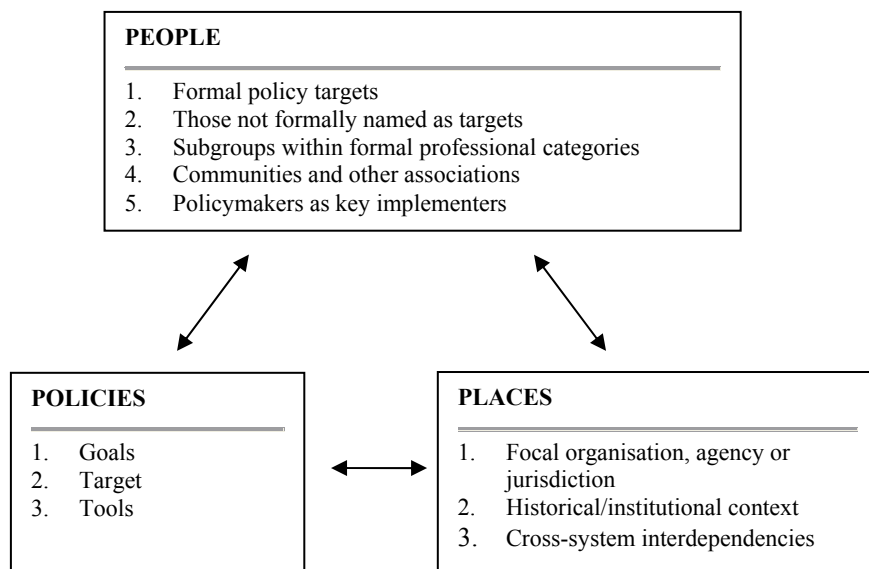 PEOPLE
1. Formal policy targets
2. Those not formally named as targets
3. Subgroups within formal professional categories
4. Communities and other associations
5. Policymakers as key implementers
POLICIES
1. Goals
2. Target
3. Tools
PLACES
1. Focal organisation, agency or
jurisdiction
2. Historical/institutional context
3. Cross-system interdependencies